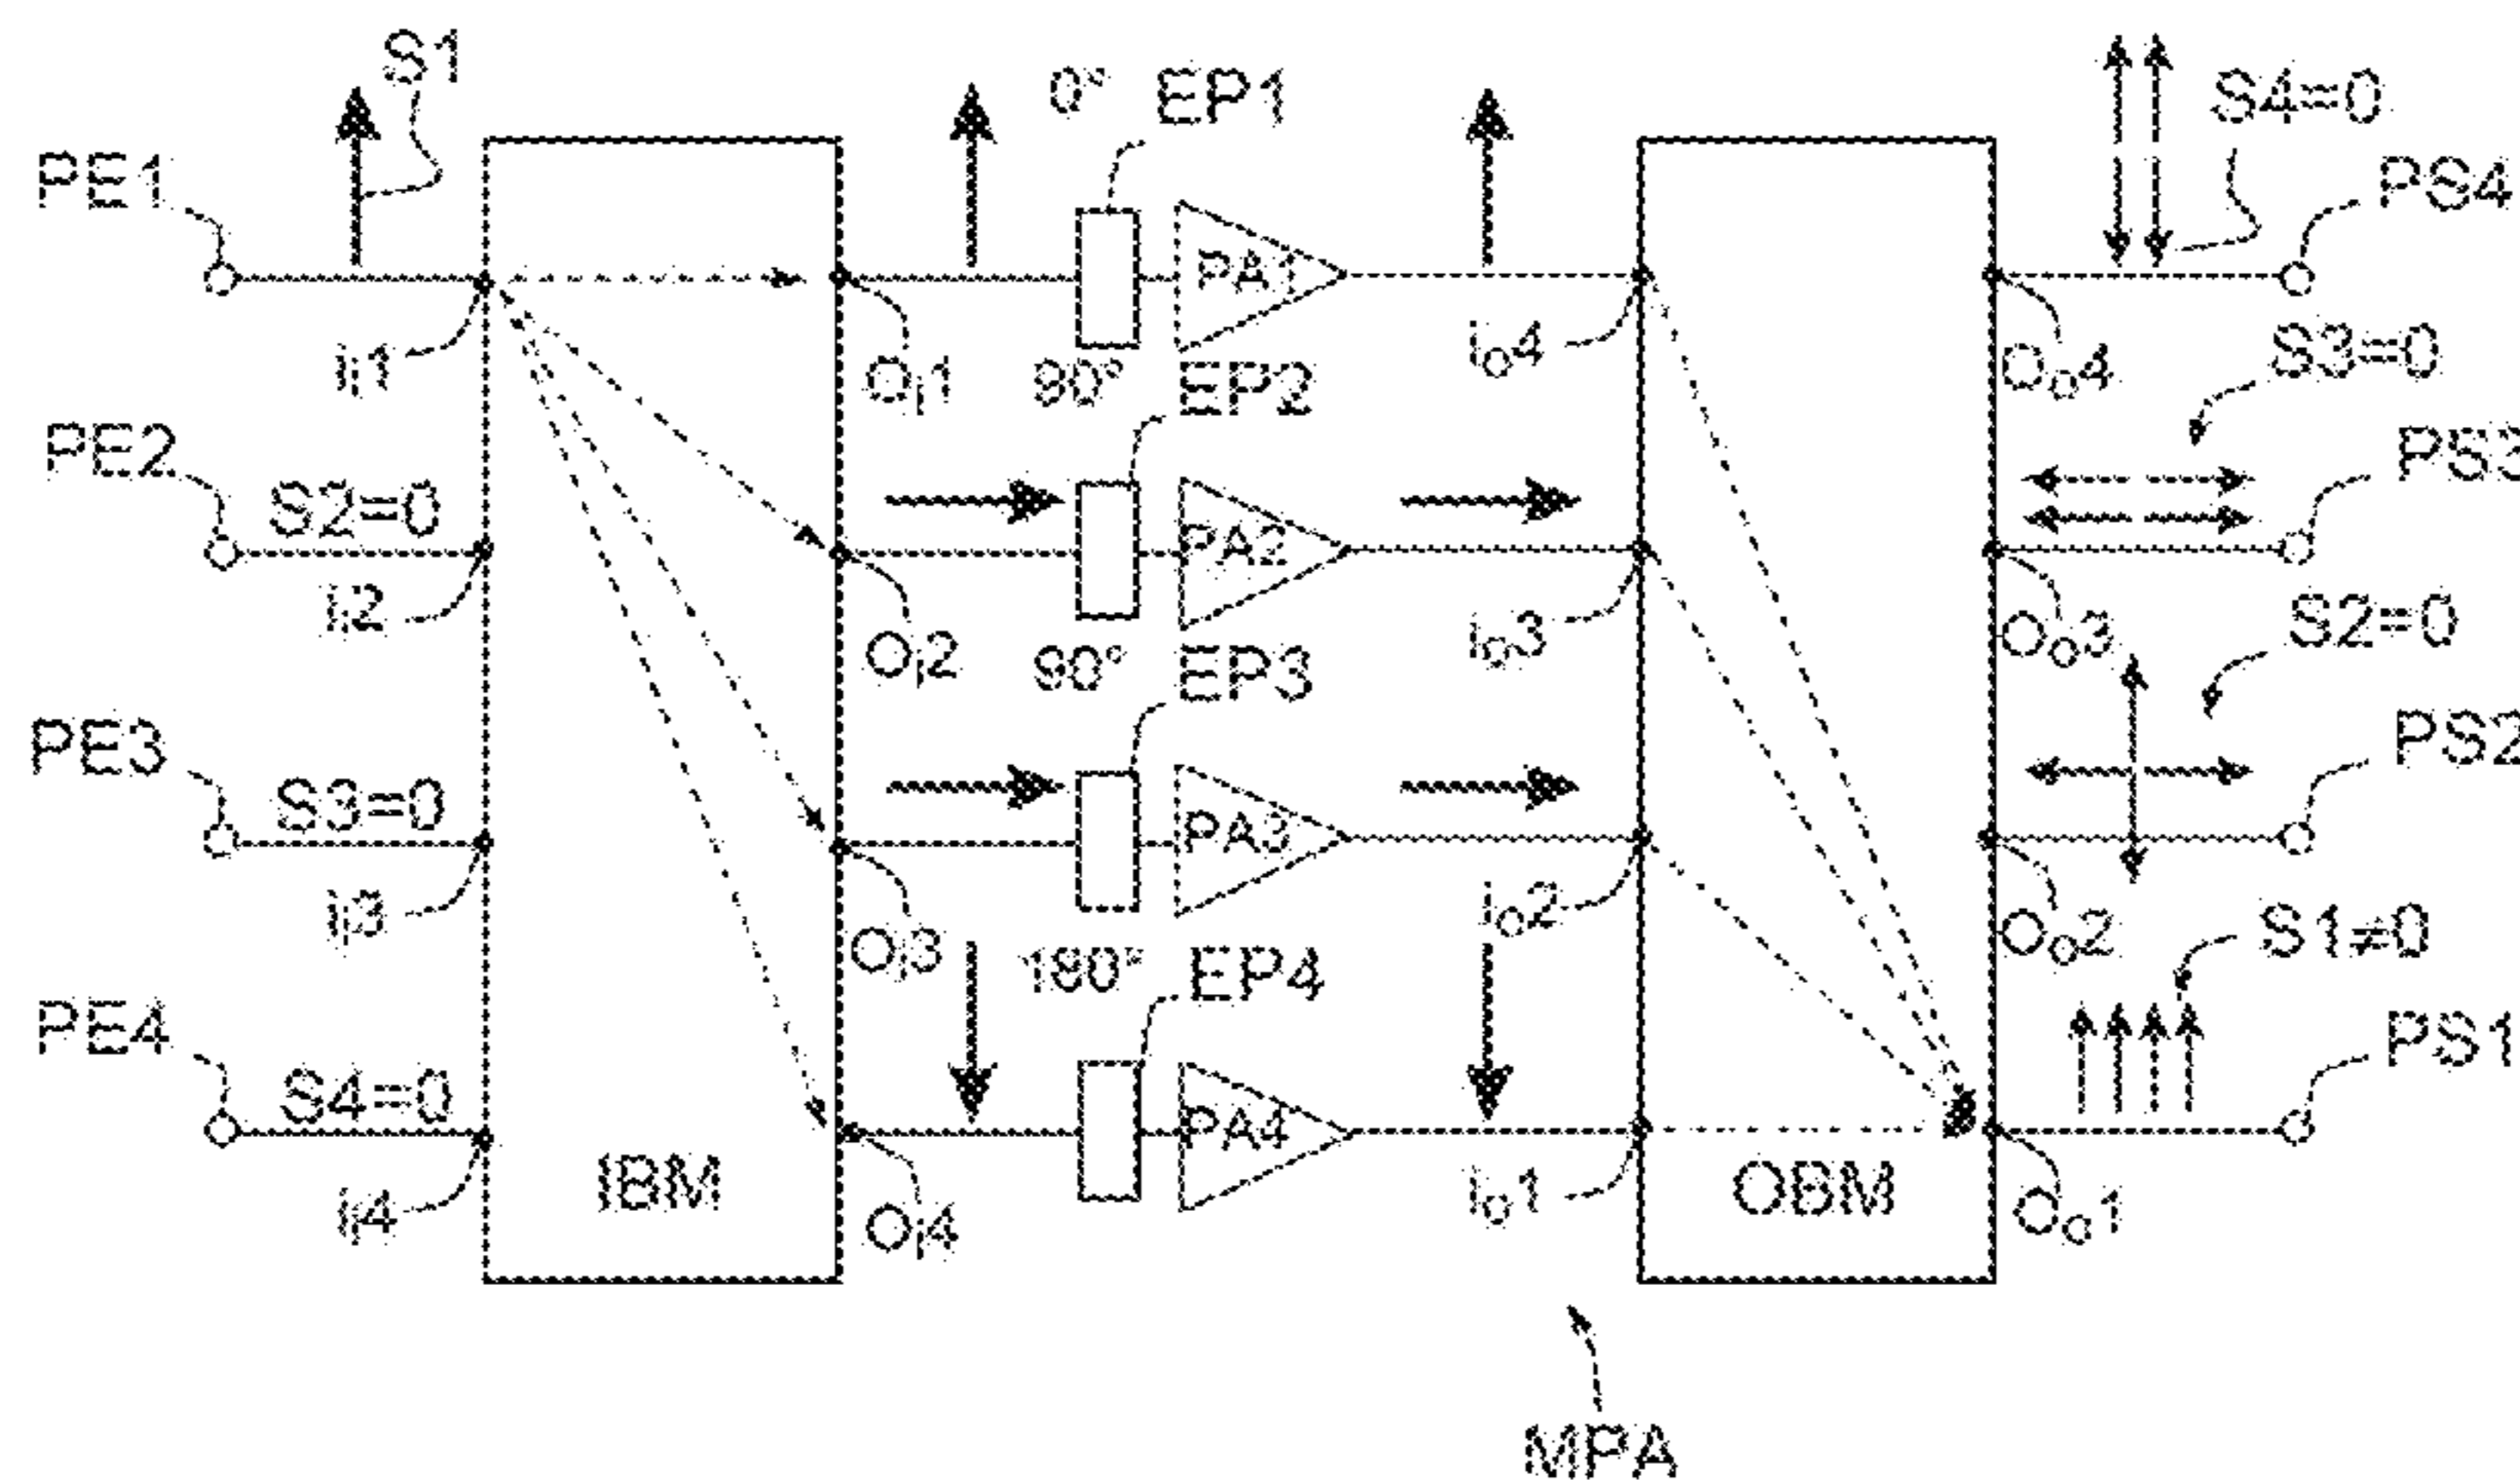 S1
0° EP1
S4=0
PE1
PS4
PA1
ii1
Oi1
90° EP2
io4
Oo4
S3=0
PE2
S2=0
PA2
PS3
ii2
Oi2
90° EP3
io3
Oo3
S2=0
PE3
S3=0
PA3
PS2
ii3
Oi3
180° EP4
io2
Oo2
S1≠0
PE4
S4=0
PA4
PS1
ii4
IBM
Oi4
io1
OBM
Oo1
MPA